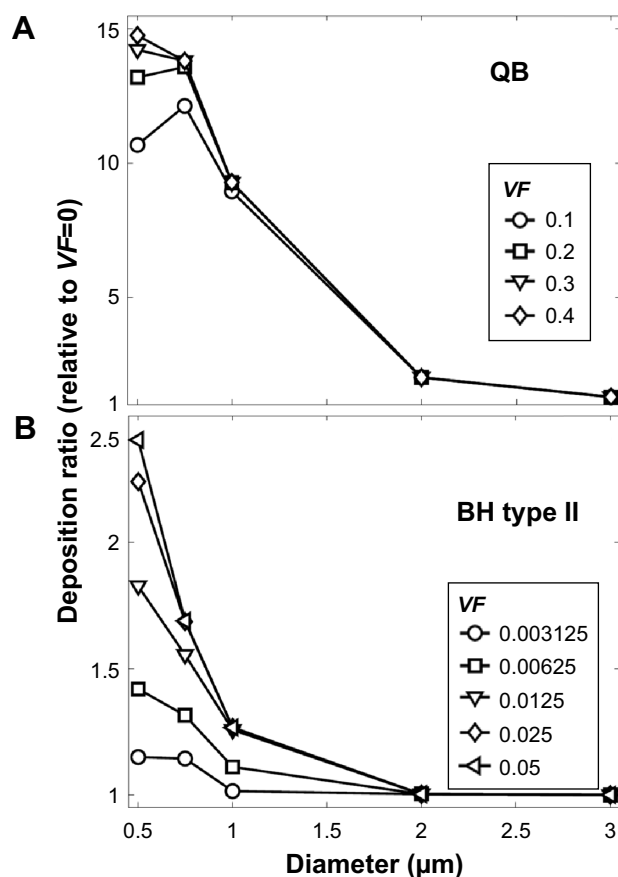 A
15
QB
10
VF
0.1
0.2
0.3
0.4
5
1
Deposition ratio (relative to VF=0)
B
2.5
BH type II
2
VF
0.003125
0.00625
0.0125
0.025
0.05
1.5
1
0.5 1 1.5 2 2.5 3
Diameter (µm)